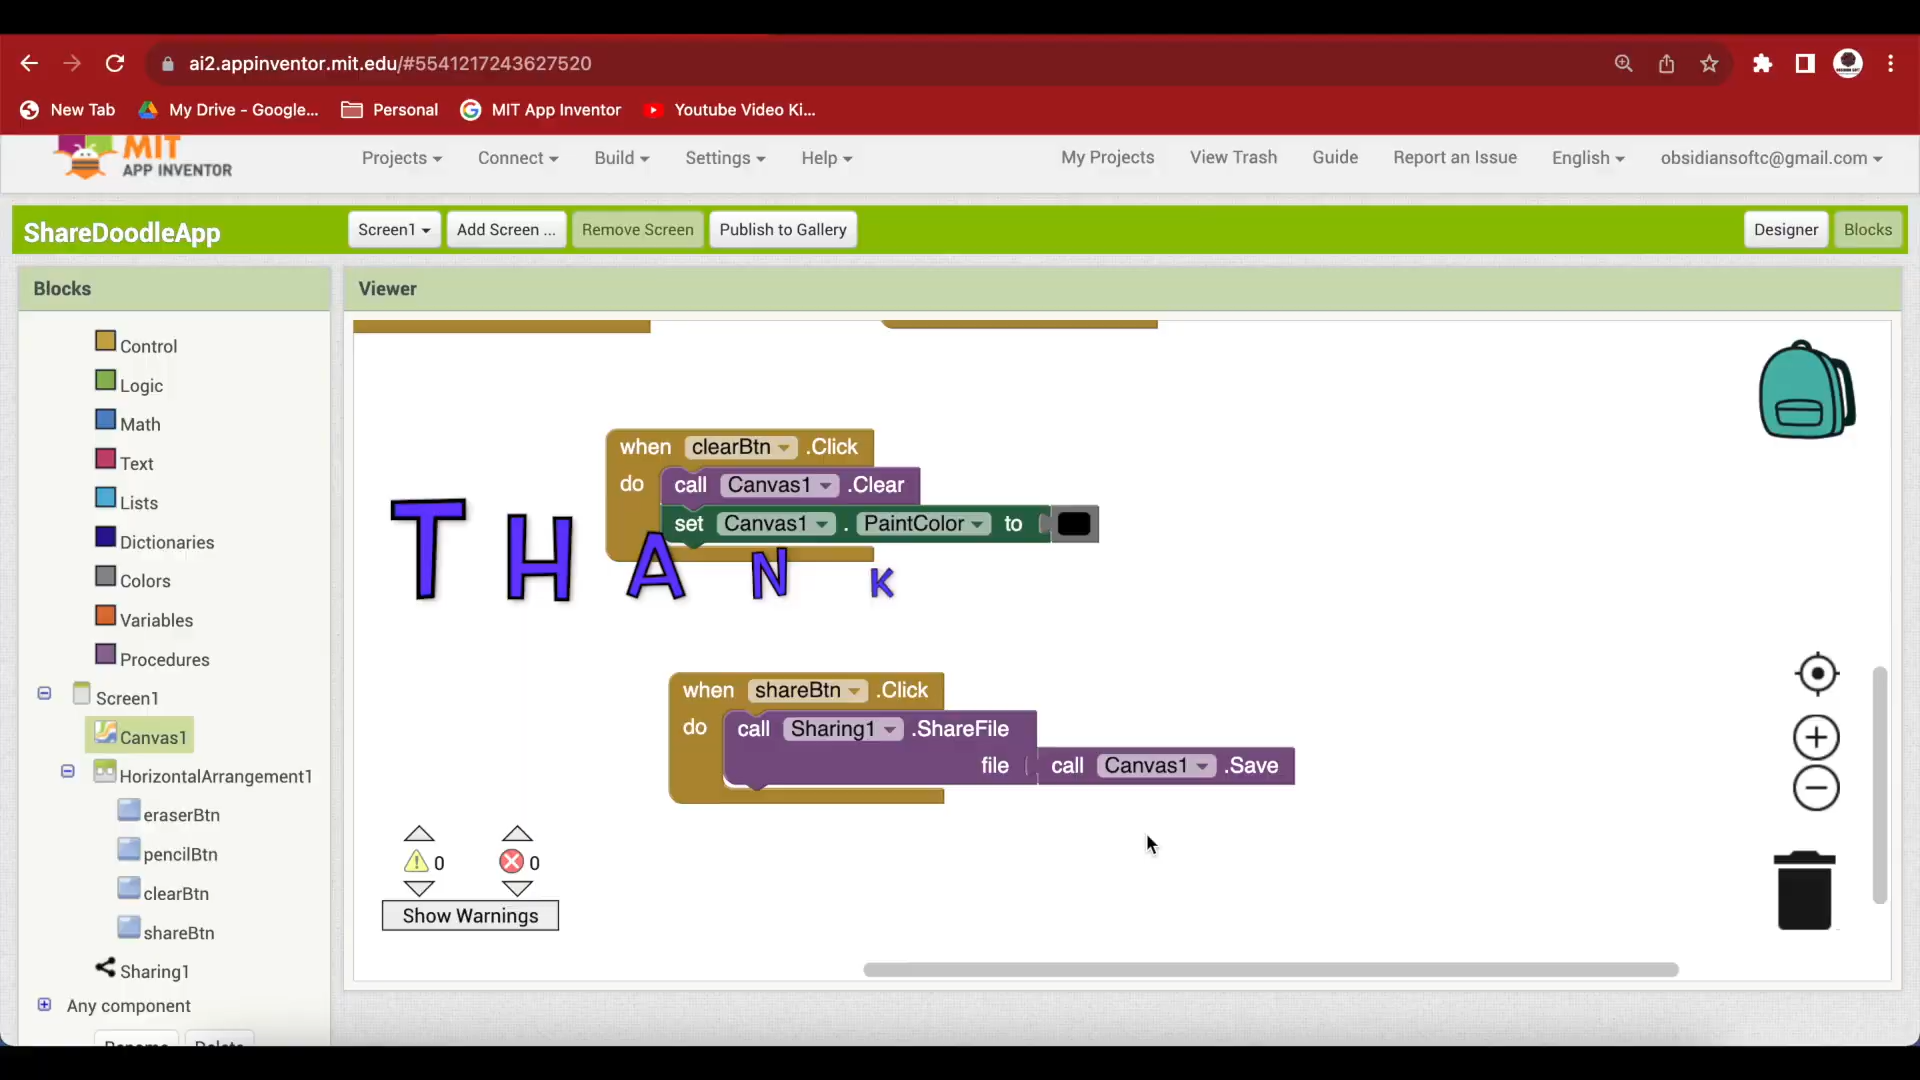 ai2.appinventor.mit.edu/#5541217243627520
New Tab My Drive - Google... Personal MIT App Inventor Youtube Video Ki...
MIT
APP INVENTOR
Projects Connect Build Settings Help My Projects View Trash Guide Report an Issue English obsidiansoftc@gmail.com
ShareDoodleApp Screen1 Add Screen ... Remove Screen Publish to Gallery Designer Blocks
Blocks
Viewer
Control
Logic
Math
Text
Lists
Dictionaries
Colors
Variables
Procedures
Screen1
Canvas1
HorizontalArrangement1
eraserBtn
pencilBtn
clearBtn
shareBtn
Sharing1
Any component
Rename Delete
when clearBtn .Click
do call Canvas1 .Clear
set Canvas1 . PaintColor to
THANK
when shareBtn .Click
do call Sharing1 .ShareFile
file call Canvas1 .Save
0 0
Show Warnings